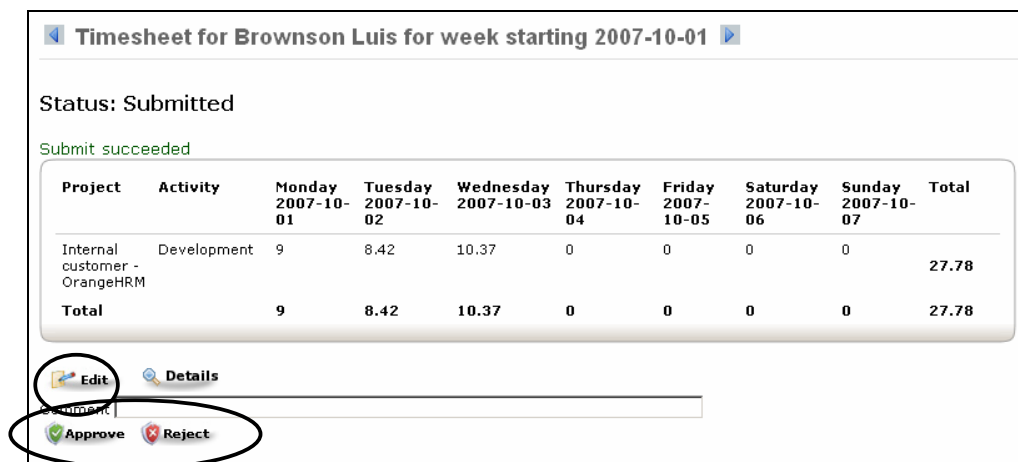 Timesheet for Brownson Luis for week starting 2007-10-01
Status: Submitted
Submit succeeded
Project Activity Monday Tuesday Wednesday Thursday Friday Saturday Sunday Total
2007-10- 2007-10- 2007-10-03 2007-10- 2007- 2007-10- 2007-10-
01 02 04 10-05 06 07
Internal Development 9 8.42 10.37 0 0 0 0
customer - 27.78
OrangeHRM
Total 9 8.42 10.37 0 0 0 0 27.78
Edit Details
Comment
Approve Reject